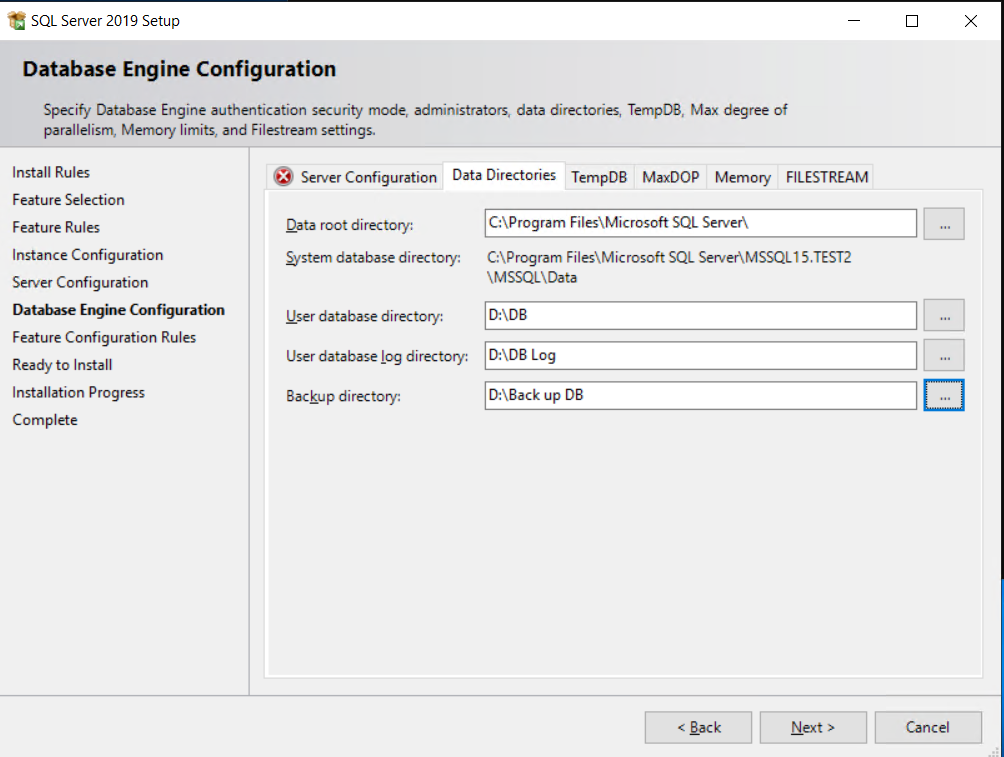 SQL Server 2019 Setup
Database Engine Configuration
Specify Database Engine authentication security mode, administrators, data directories, TempDB, Max degree of
parallelism, Memory limits, and Filestream settings.
Install Rules
Feature Selection
Feature Rules
Instance Configuration
Server Configuration
Database Engine Configuration
Feature Configuration Rules
Ready to Install
Installation Progress
Complete
Server Configuration Data Directories TempDB MaxDOP Memory FILESTREAM
Data root directory: C:\Program Files\Microsoft SQL Server\ ...
System database directory: C:\Program Files\Microsoft SQL Server\MSSQL15.TEST2
\MSSQL\Data
User database directory: D:\DB ...
User database log directory: D:\DB Log ...
Backup directory: D:\Back up DB ...
< Back Next > Cancel